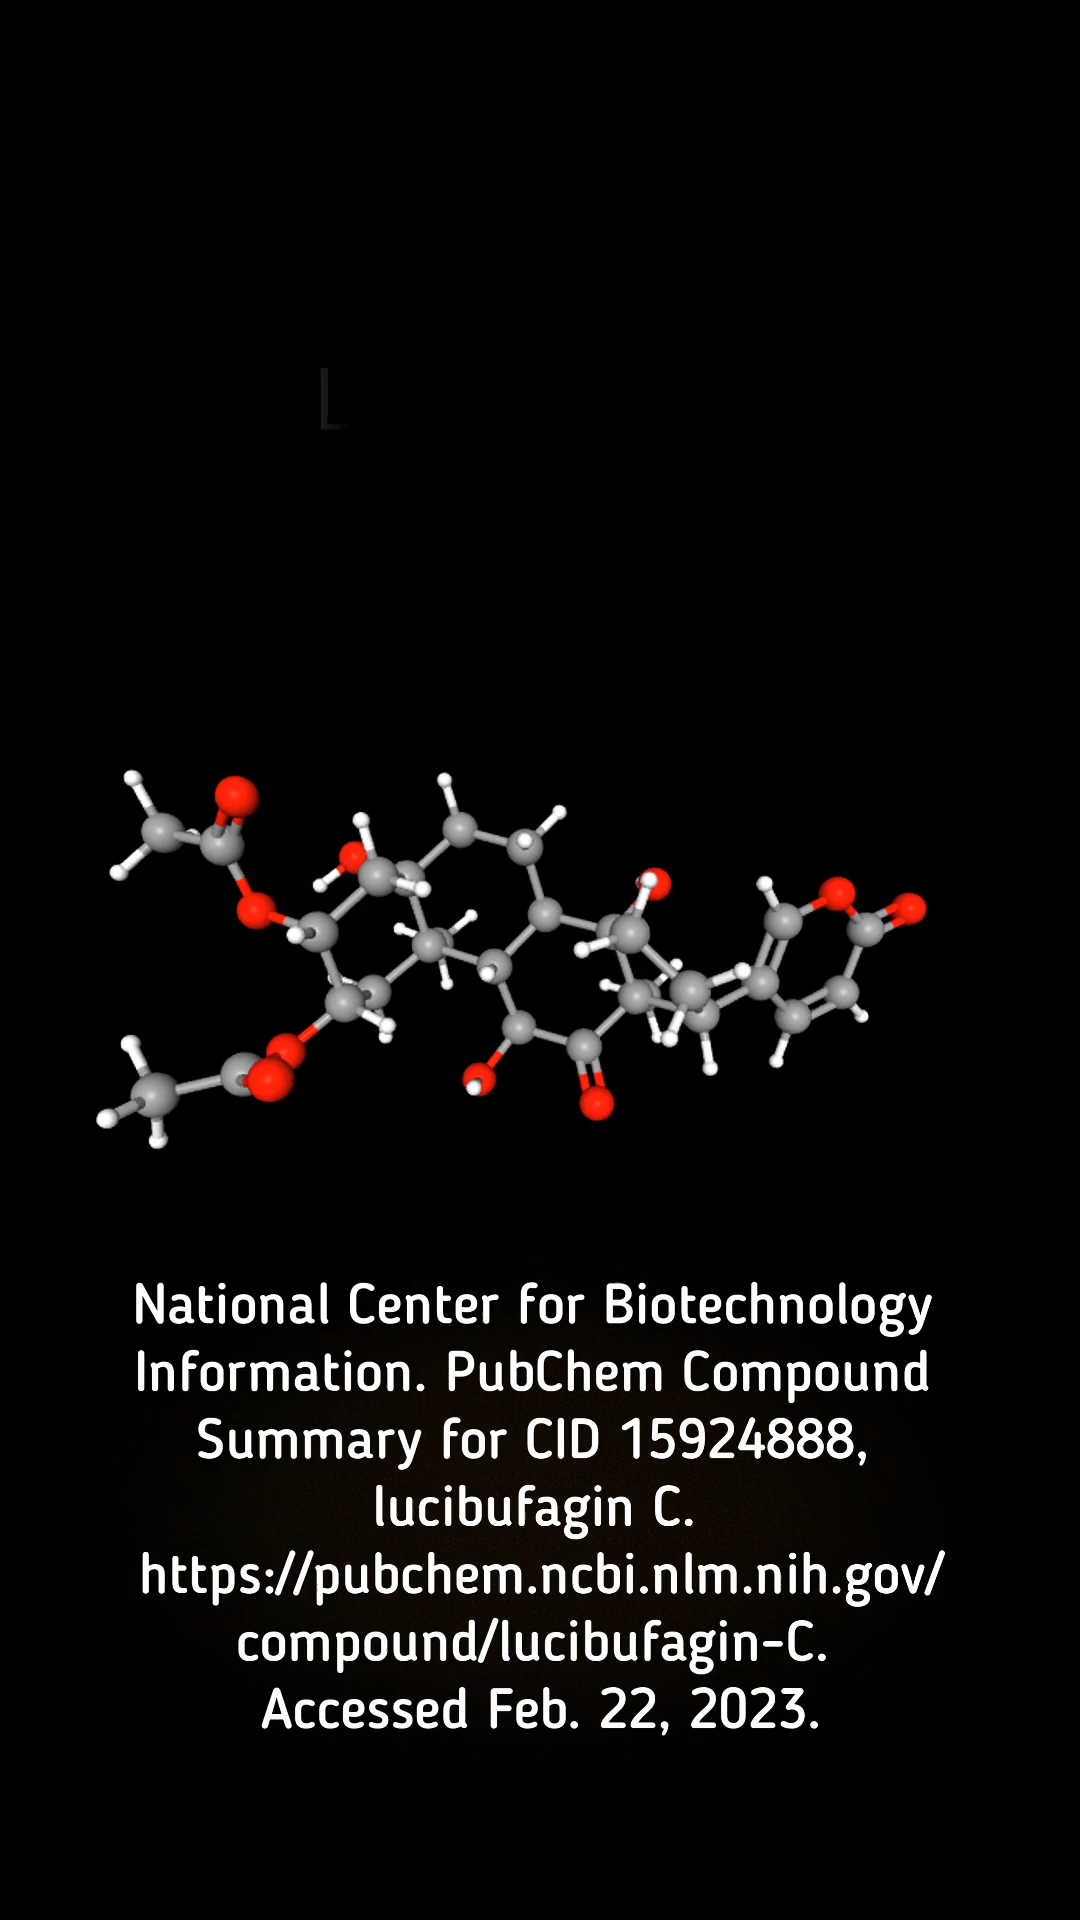 L
National Center for Biotechnology
Information. PubChem Compound
Summary for CID 15924888,
lucibufagin C.
https://pubchem.ncbi.nlm.nih.gov/
compound/lucibufagin-C.
Accessed Feb. 22, 2023.